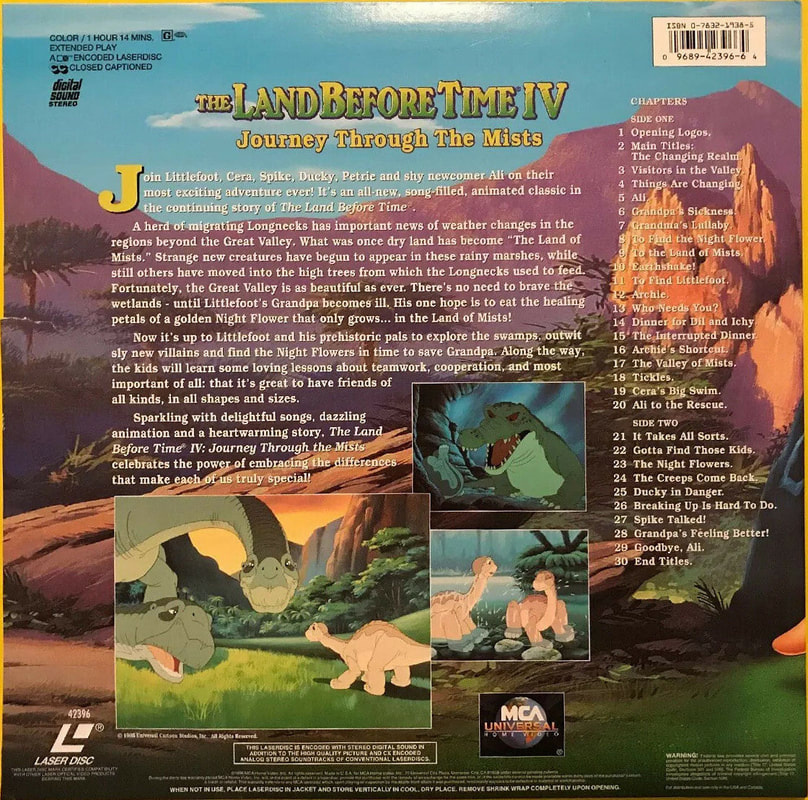 COLOR / 1 HOUR 14 MINS. G
EXTENDED PLAY
ENCODED LASERDISC
CLOSED CAPTIONED
digital
SOUND
STEREO
ISBN 0-7832-1938-5
0 9689-42396-6 4
THE LAND BEFORE TIME IV
Journey Through The Mists
Join Littlefoot, Cera, Spike, Ducky, Petrie and shy newcomer Ali on their
most exciting adventure ever! It's an all-new, song-filled, animated classic in
the continuing story of The Land Before Time®.
A herd of migrating Longnecks has important news of weather changes in the
regions beyond the Great Valley. What was once dry land has become "The Land of
Mists." Strange new creatures have begun to appear in these rainy marshes, while
still others have moved into the high trees from which the Longnecks used to feed.
Fortunately, the Great Valley is as beautiful as ever. There's no need to brave the
wetlands - until Littlefoot's Grandpa becomes ill. His one hope is to eat the healing
petals of a golden Night Flower that only grows... in the Land of Mists!
Now it's up to Littlefoot and his prehistoric pals to explore the swamps, outwit
sly new villains and find the Night Flowers in time to save Grandpa. Along the way,
the kids will learn some loving lessons about teamwork, cooperation, and most
important of all: that it's great to have friends of
all kinds, in all shapes and sizes.
Sparkling with delightful songs, dazzling
animation and a heartwarming story, The Land
Before Time® IV: Journey Through the Mists
celebrates the power of embracing the differences
that make each of us truly special!
CHAPTERS
SIDE ONE
1 Opening Logos.
2 Main Titles:
The Changing Realm.
3 Visitors in the Valley.
4 Things Are Changing.
5 Ali.
6 Grandpa's Sickness.
7 Grandma's Lullaby.
8 To Find the Night Flower.
9 To the Land of Mists.
10 Earthshake!
11 To Find Littlefoot.
12 Archie.
13 Who Needs You?
14 Dinner for Dil and Ichy.
15 The Interrupted Dinner.
16 Archie's Shortcut.
17 The Valley of Mists.
18 Tickles.
19 Cera's Big Swim.
20 Ali to the Rescue.
SIDE TWO
21 It Takes All Sorts.
22 Gotta Find Those Kids.
23 The Night Flowers.
24 The Creeps Come Back.
25 Ducky in Danger.
26 Breaking Up Is Hard To Do.
27 Spike Talked!
28 Grandpa's Feeling Better!
29 Goodbye, Ali.
30 End Titles.
42396
LASER DISC
© 1996 Universal Cartoon Studios, Inc. All Rights Reserved.
THIS LASERDISC IS ENCODED WITH STEREO DIGITAL SOUND IN
ADDITION TO THE HIGH QUALITY PICTURE AND CX ENCODED
ANALOG STEREO SOUNDTRACKS OF CONVENTIONAL LASERDISCS.
MCA
UNIVERSAL
HOME VIDEO
WARNING:
WHEN NOT IN USE, PLACE LASERDISC IN JACKET AND STORE VERTICALLY IN COOL, DRY PLACE. REMOVE SHRINK WRAP COMPLETELY UPON OPENING.